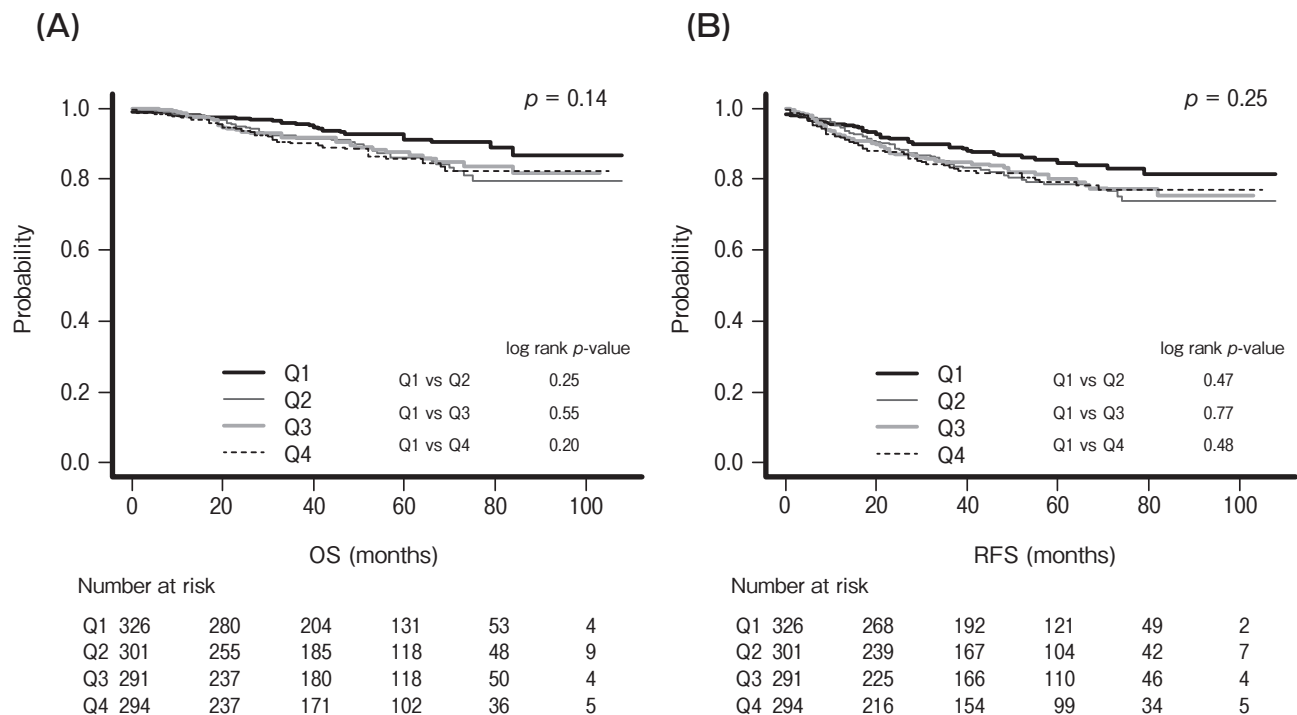 (A)
p = 0.14
1.0
0.8
0.6
0.4
0.2
0.0
Probability
log rank p-value
Q1
Q2
Q3
Q4
Q1 vs Q2 0.25
Q1 vs Q3 0.55
Q1 vs Q4 0.20
0 20 40 60 80 100
OS (months)
Number at risk
Q1 326 280 204 131 53 4
Q2 301 255 185 118 48 9
Q3 291 237 180 118 50 4
Q4 294 237 171 102 36 5
(B)
p = 0.25
1.0
0.8
0.6
0.4
0.2
0.0
Probability
log rank p-value
Q1
Q2
Q3
Q4
Q1 vs Q2 0.47
Q1 vs Q3 0.77
Q1 vs Q4 0.48
0 20 40 60 80 100
RFS (months)
Number at risk
Q1 326 268 192 121 49 2
Q2 301 239 167 104 42 7
Q3 291 225 166 110 46 4
Q4 294 216 154 99 34 5